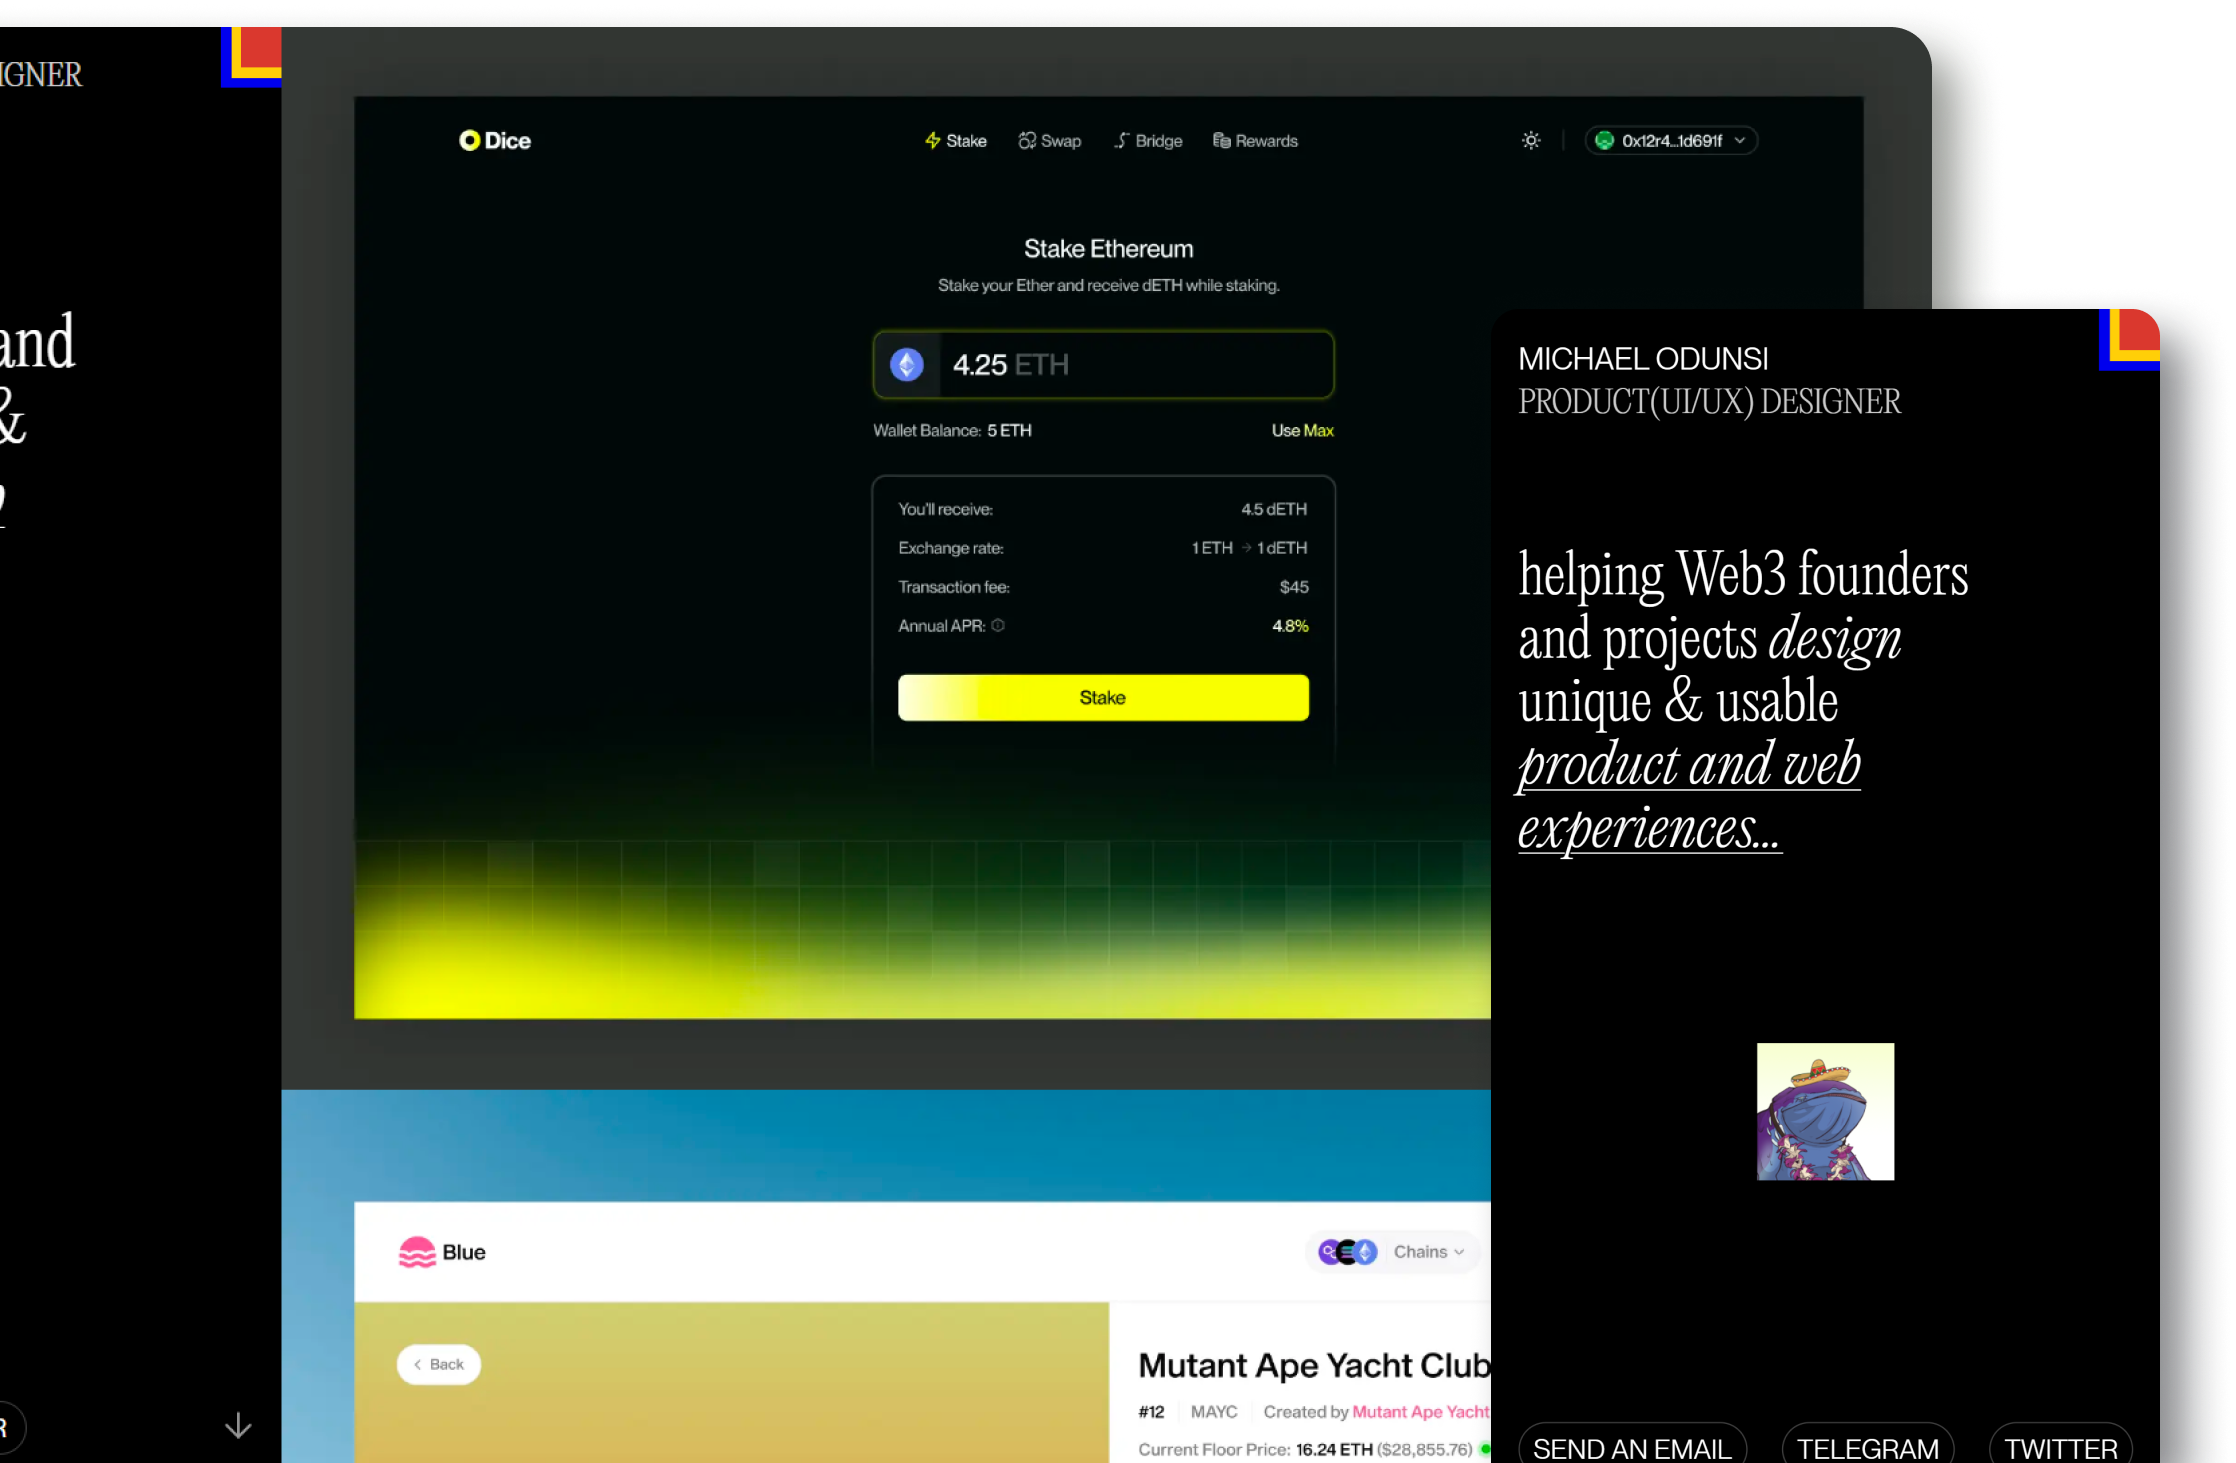 IGNER
and
&
Dice
Stake Swap Bridge Rewards
0x12r4...1d691f
Stake Ethereum
Stake your Ether and receive dETH while staking.
4.25 ETH
Wallet Balance: 5 ETH Use Max
You'll receive: 4.5 dETH
Exchange rate: 1 ETH → 1 dETH
Transaction fee: $45
Annual APR: 4.8%
Stake
Blue
Chains
Back
Mutant Ape Yacht Club
#12 MAYC Created by Mutant Ape Yacht
Current Floor Price: 16.24 ETH ($28,855.76)
R
MICHAEL ODUNSI
PRODUCT(UI/UX) DESIGNER
helping Web3 founders
and projects design
unique & usable
product and web
experiences...
SEND AN EMAIL TELEGRAM TWITTER